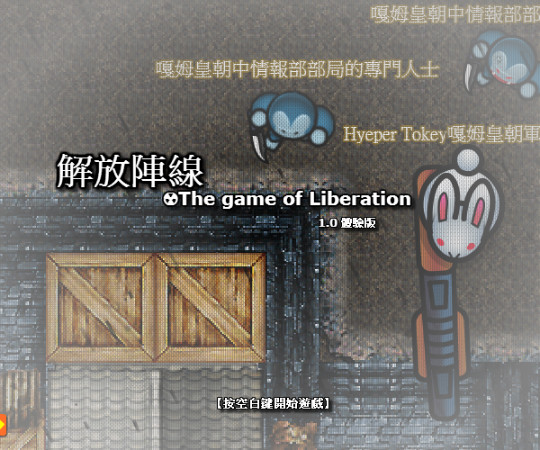 嘎姆皇朝中情報部部
嘎姆皇朝中情報部部局的專門人士
Hyeper Tokey嘎姆皇朝軍
解放陣線
☢The game of Liberation
1.0 體驗版
【按空白鍵開始遊戲】